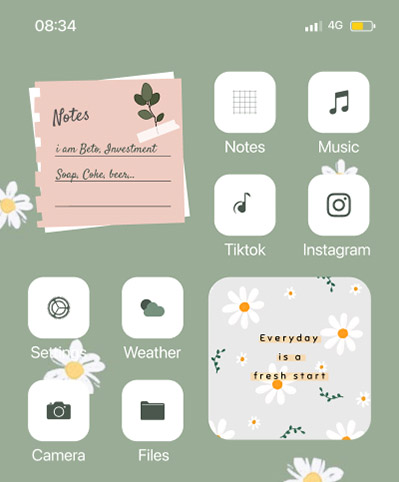 08:34
4G
Notes
i am Beto, Investment
Soap, Coke, beer,..
Notes
Music
Tiktok
Instagram
Settings
Weather
Everyday
is a
fresh start
Camera
Files